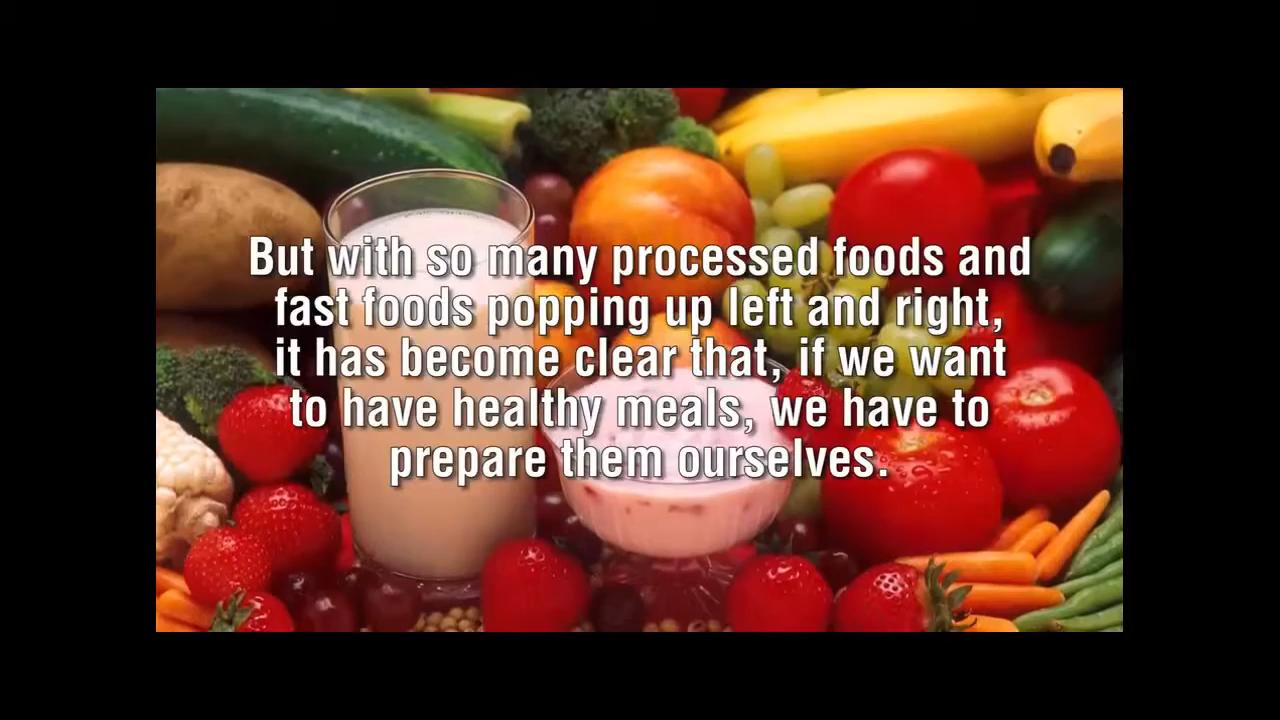 But with so many processed foods and
fast foods popping up left and right,
it has become clear that, if we want
to have healthy meals, we have to
prepare them ourselves.